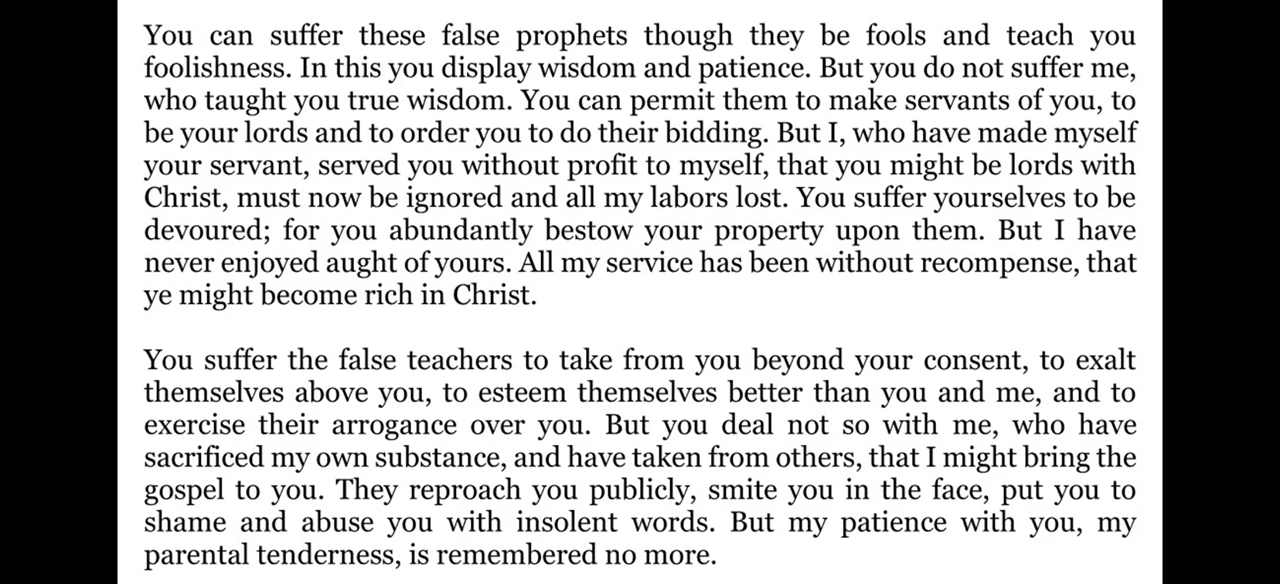 You can suffer these false prophets though they be fools and teach you
foolishness. In this you display wisdom and patience. But you do not suffer me,
who taught you true wisdom. You can permit them to make servants of you, to
be your lords and to order you to do their bidding. But I, who have made myself
your servant, served you without profit to myself, that you might be lords with
Christ, must now be ignored and all my labors lost. You suffer yourselves to be
devoured; for you abundantly bestow your property upon them. But I have
never enjoyed aught of yours. All my service has been without recompense, that
ye might become rich in Christ.
You suffer the false teachers to take from you beyond your consent, to exalt
themselves above you, to esteem themselves better than you and me, and to
exercise their arrogance over you. But you deal not so with me, who have
sacrificed my own substance, and have taken from others, that I might bring the
gospel to you. They reproach you publicly, smite you in the face, put you to
shame and abuse you with insolent words. But my patience with you, my
parental tenderness, is remembered no more.